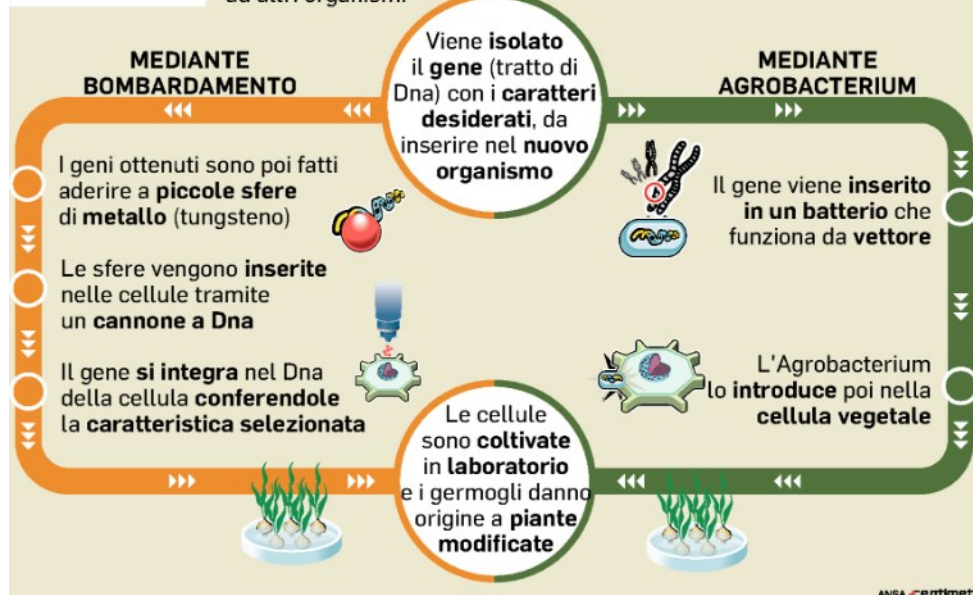 ad altri organismi
MEDIANTE
BOMBARDAMENTO
Viene isolato
il gene (tratto di
Dna) con i caratteri
desiderati, da
inserire nel nuovo
organismo
MEDIANTE
AGROBACTERIUM
I geni ottenuti sono poi fatti
aderire a piccole sfere
di metallo (tungsteno)
Le sfere vengono inserite
nelle cellule tramite
un cannone a Dna
Il gene si integra nel Dna
della cellula conferendole
la caratteristica selezionata
Il gene viene inserito
in un batterio che
funziona da vettore
L'Agrobacterium
lo introduce poi nella
cellula vegetale
Le cellule
sono coltivate
in laboratorio
e i germogli danno
origine a piante
modificate
ANSA centimet